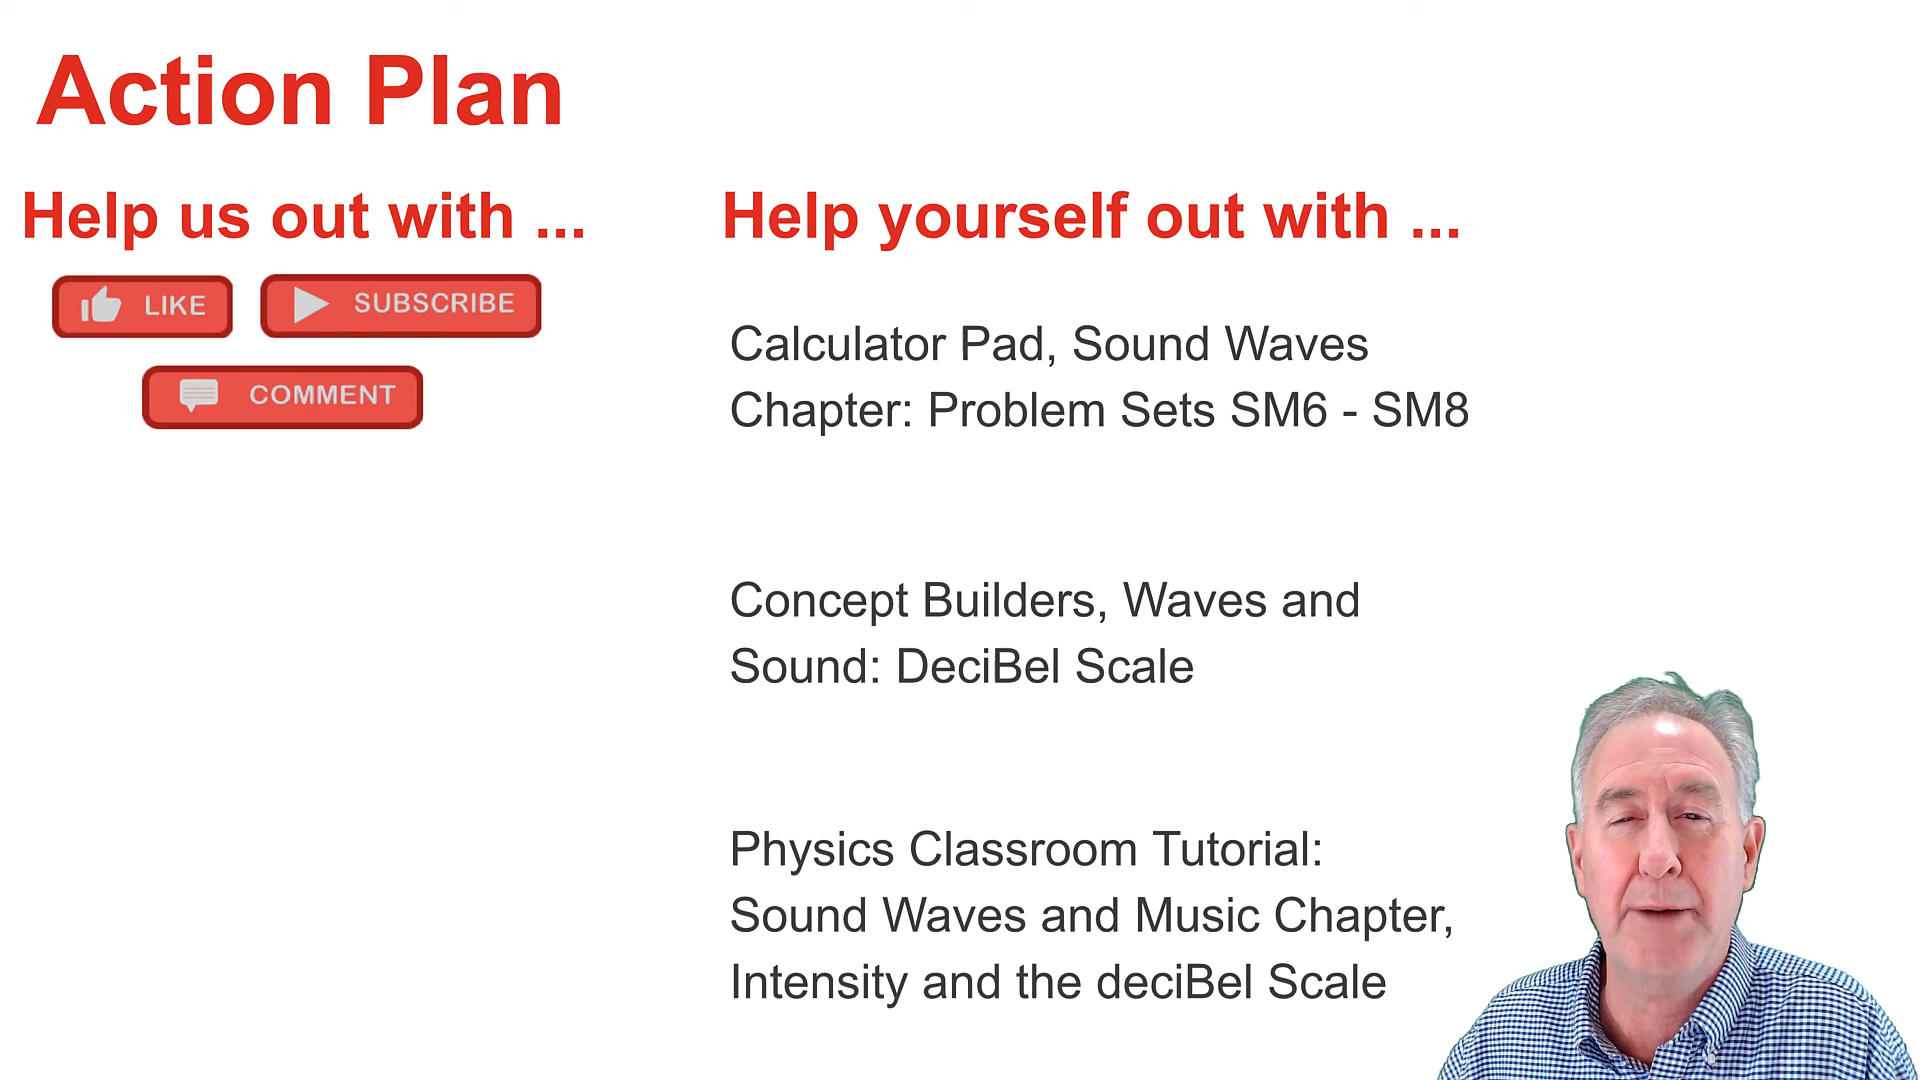 Action Plan
Help us out with ...
LIKE
SUBSCRIBE
COMMENT
Help yourself out with ...
Calculator Pad, Sound Waves
Chapter: Problem Sets SM6 - SM8
Concept Builders, Waves and
Sound: DeciBel Scale
Physics Classroom Tutorial:
Sound Waves and Music Chapter,
Intensity and the deciBel Scale